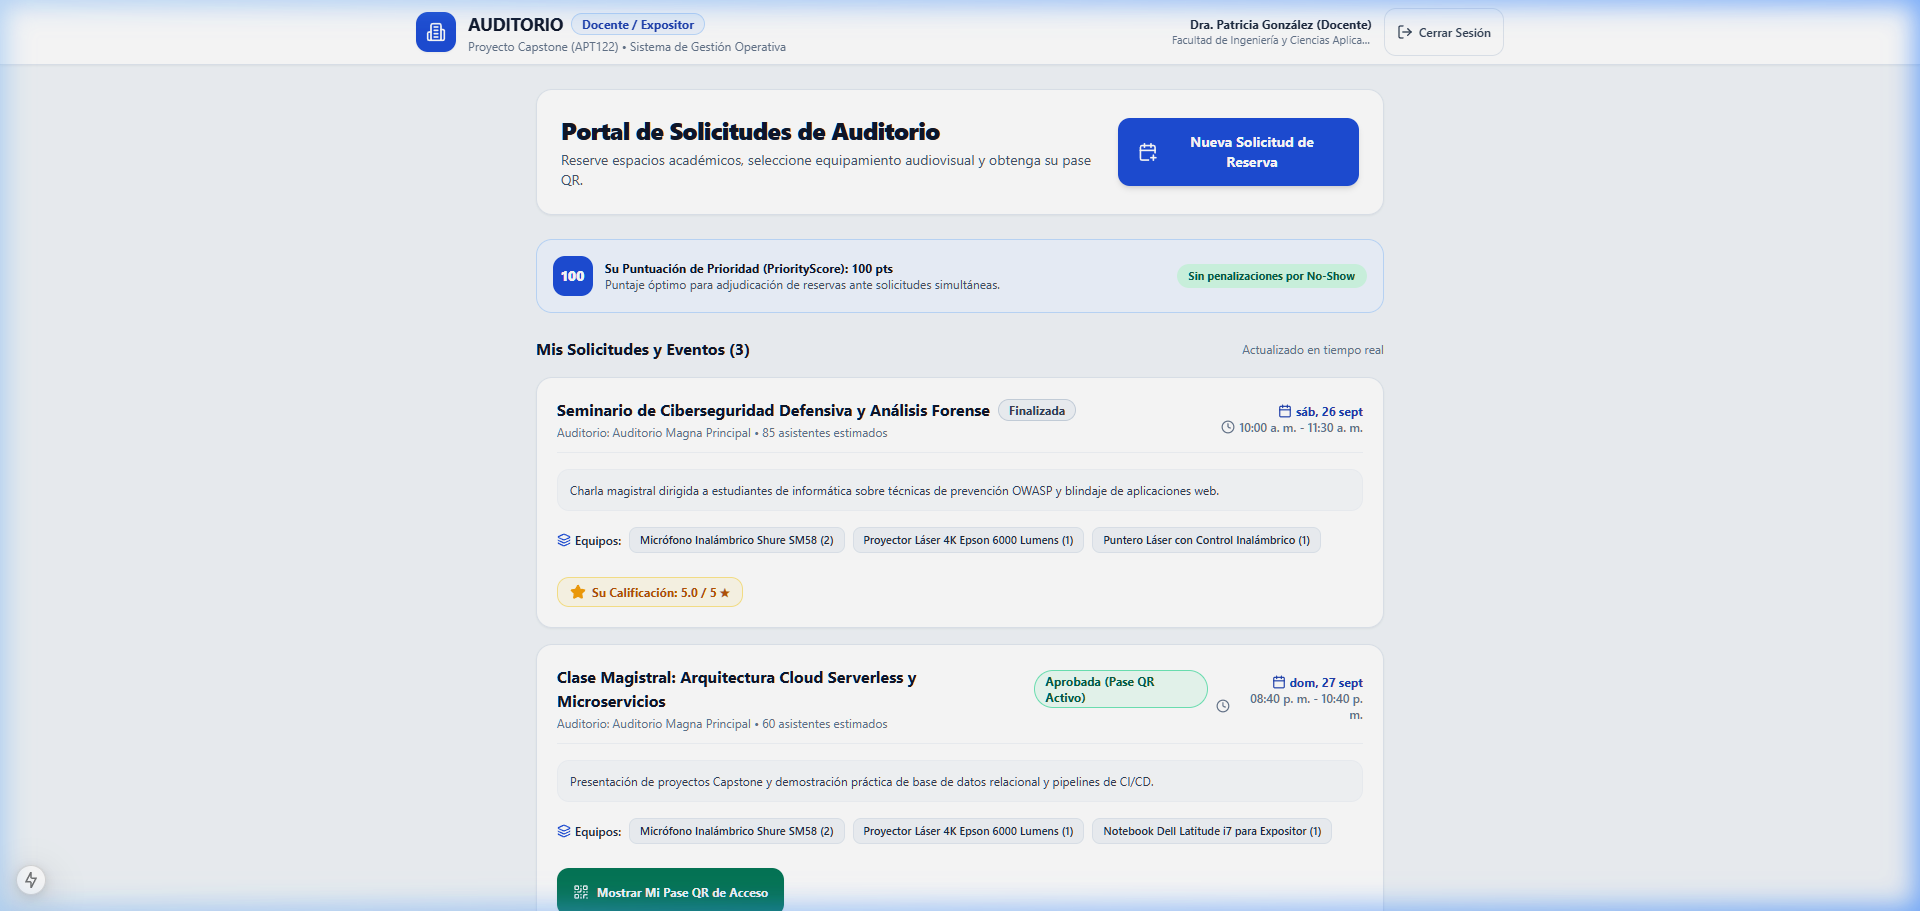 AUDITORIO Docente / Expositor
Proyecto Capstone (APT122) • Sistema de Gestión Operativa
Dra. Patricia González (Docente)
Facultad de Ingeniería y Ciencias Aplica...
Cerrar Sesión
Portal de Solicitudes de Auditorio
Reserve espacios académicos, seleccione equipamiento audiovisual y obtenga su pase
QR.
Nueva Solicitud de
Reserva
100
Su Puntuación de Prioridad (PriorityScore): 100 pts
Puntaje óptimo para adjudicación de reservas ante solicitudes simultáneas.
Sin penalizaciones por No-Show
Mis Solicitudes y Eventos (3)
Actualizado en tiempo real
Seminario de Ciberseguridad Defensiva y Análisis Forense Finalizada
Auditorio: Auditorio Magna Principal • 85 asistentes estimados
sáb, 26 sept
10:00 a. m. - 11:30 a. m.
Charla magistral dirigida a estudiantes de informática sobre técnicas de prevención OWASP y blindaje de aplicaciones web.
Equipos: Micrófono Inalámbrico Shure SM58 (2) Proyector Láser 4K Epson 6000 Lumens (1) Puntero Láser con Control Inalámbrico (1)
Su Calificación: 5.0 / 5 ★
Clase Magistral: Arquitectura Cloud Serverless y
Microservicios
Auditorio: Auditorio Magna Principal • 60 asistentes estimados
Aprobada (Pase QR
Activo)
dom, 27 sept
08:40 p. m. - 10:40 p.
m.
Presentación de proyectos Capstone y demostración práctica de base de datos relacional y pipelines de CI/CD.
Equipos: Micrófono Inalámbrico Shure SM58 (2) Proyector Láser 4K Epson 6000 Lumens (1) Notebook Dell Latitude i7 para Expositor (1)
Mostrar Mi Pase QR de Acceso